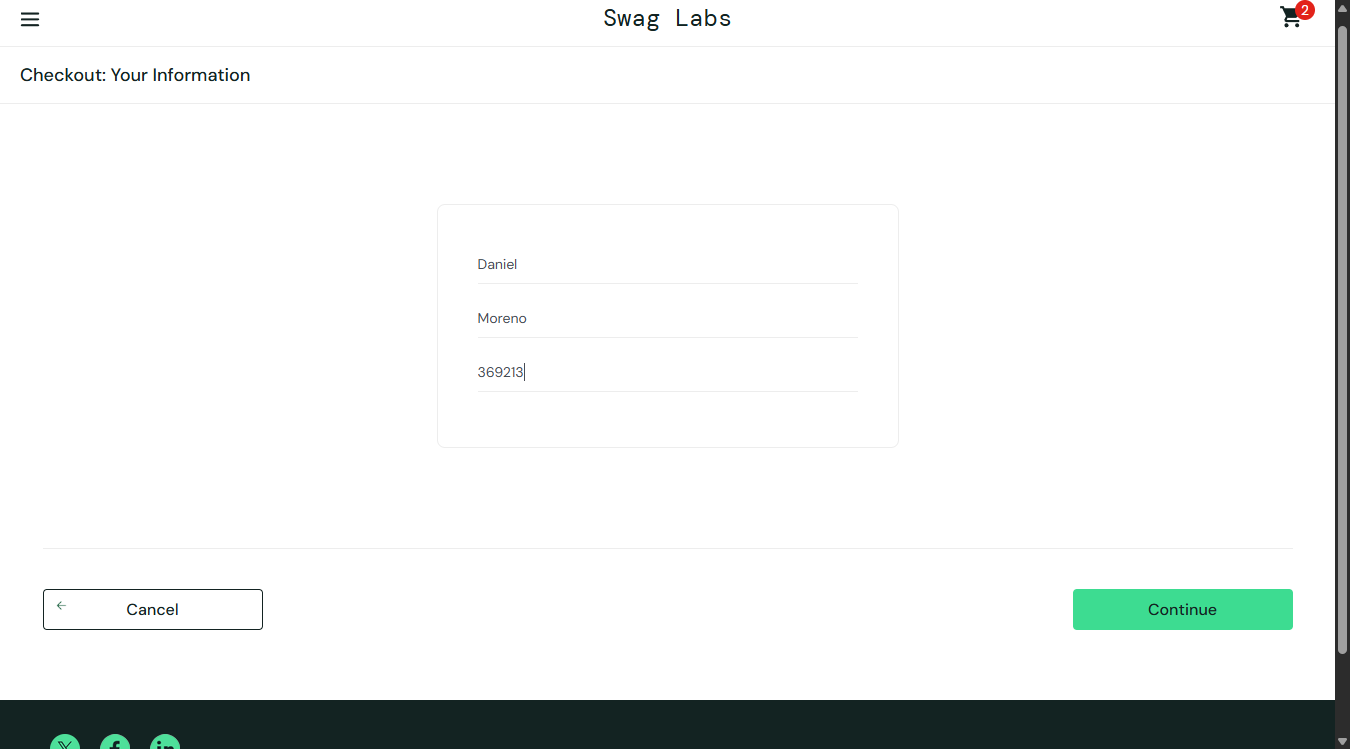 Swag Labs
2
Checkout: Your Information
Daniel
Moreno
369213
Cancel
Continue